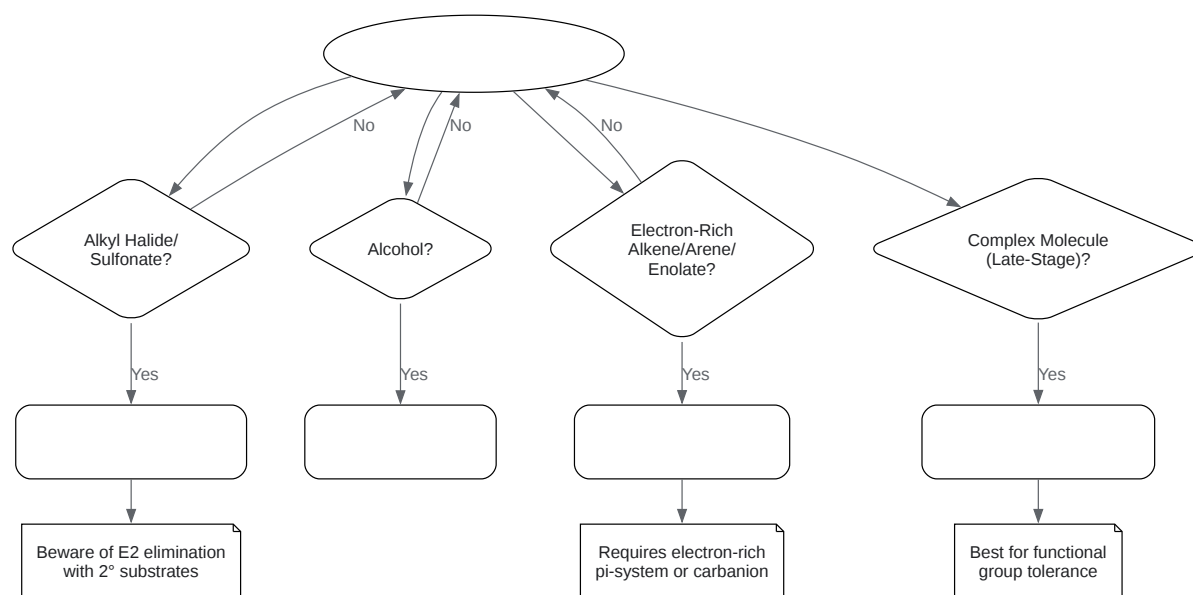 No
No
No
Alkyl Halide/
Sulfonate?
Alcohol?
Electron-Rich
Alkene/Arene/
Enolate?
Complex Molecule
(Late-Stage)?
Yes
Yes
Yes
Yes
Beware of E2 elimination
with 2° substrates
Requires electron-rich
pi-system or carbanion
Best for functional
group tolerance